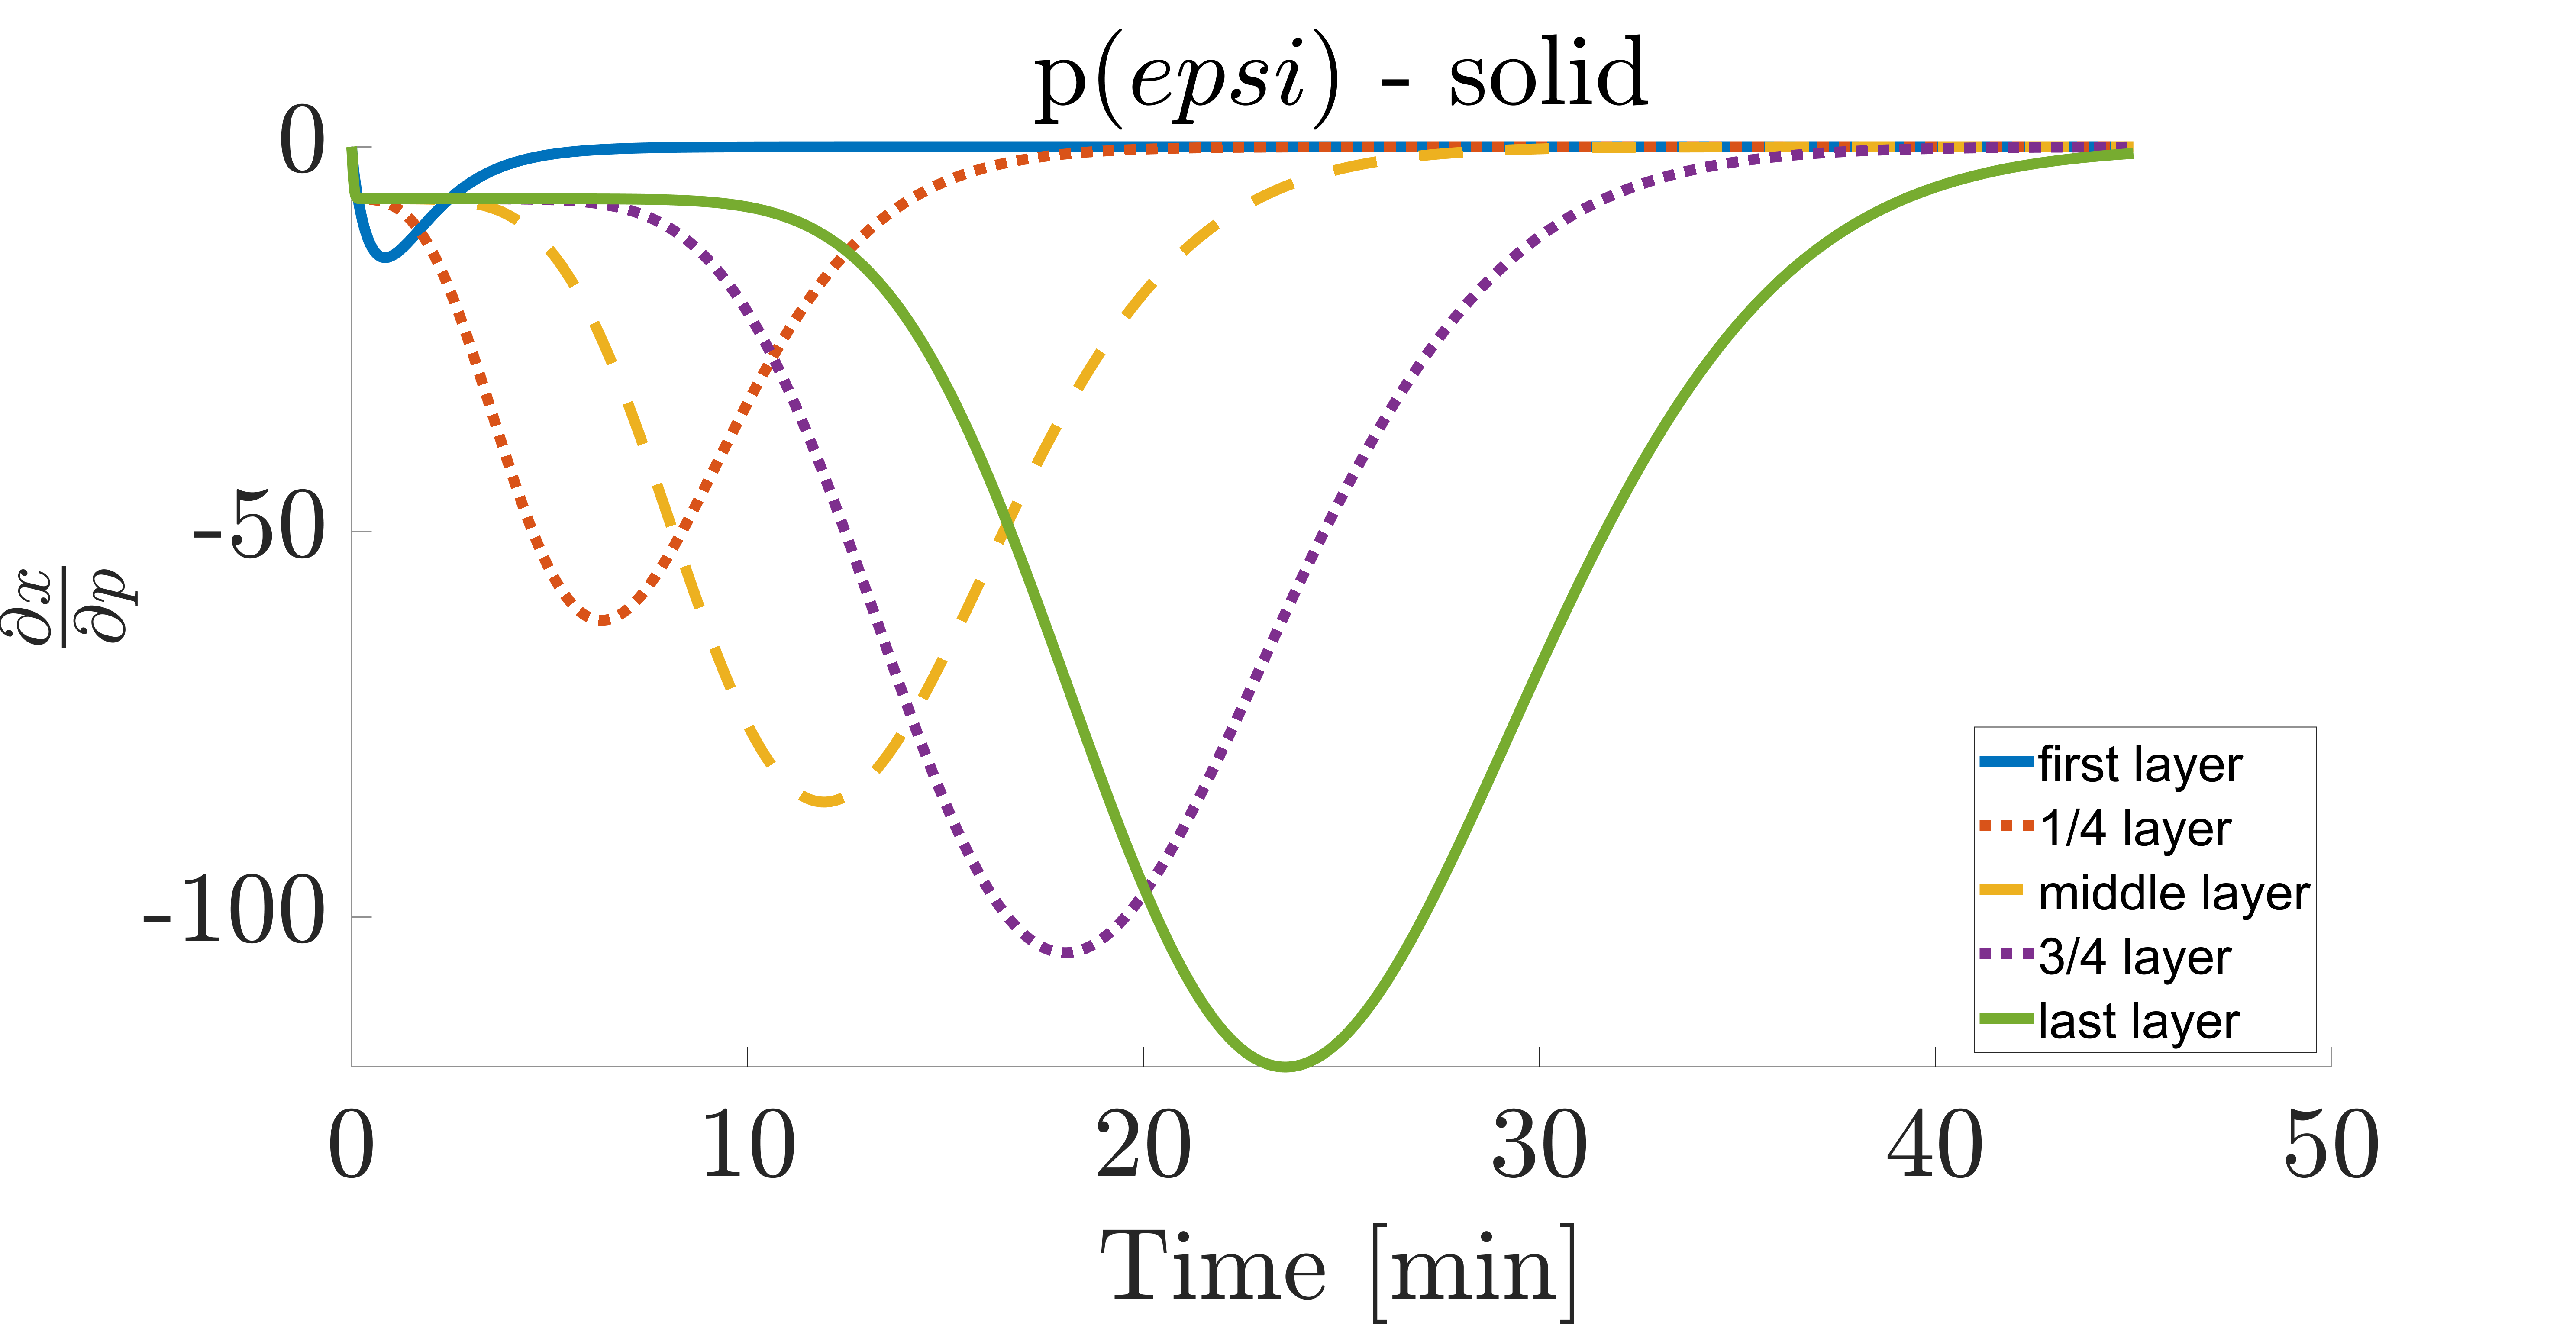 p(epsi) - solid
0
-50
-100
∂x
∂p
0 10 20 30 40 50
Time [min]
first layer
1/4 layer
middle layer
3/4 layer
last layer